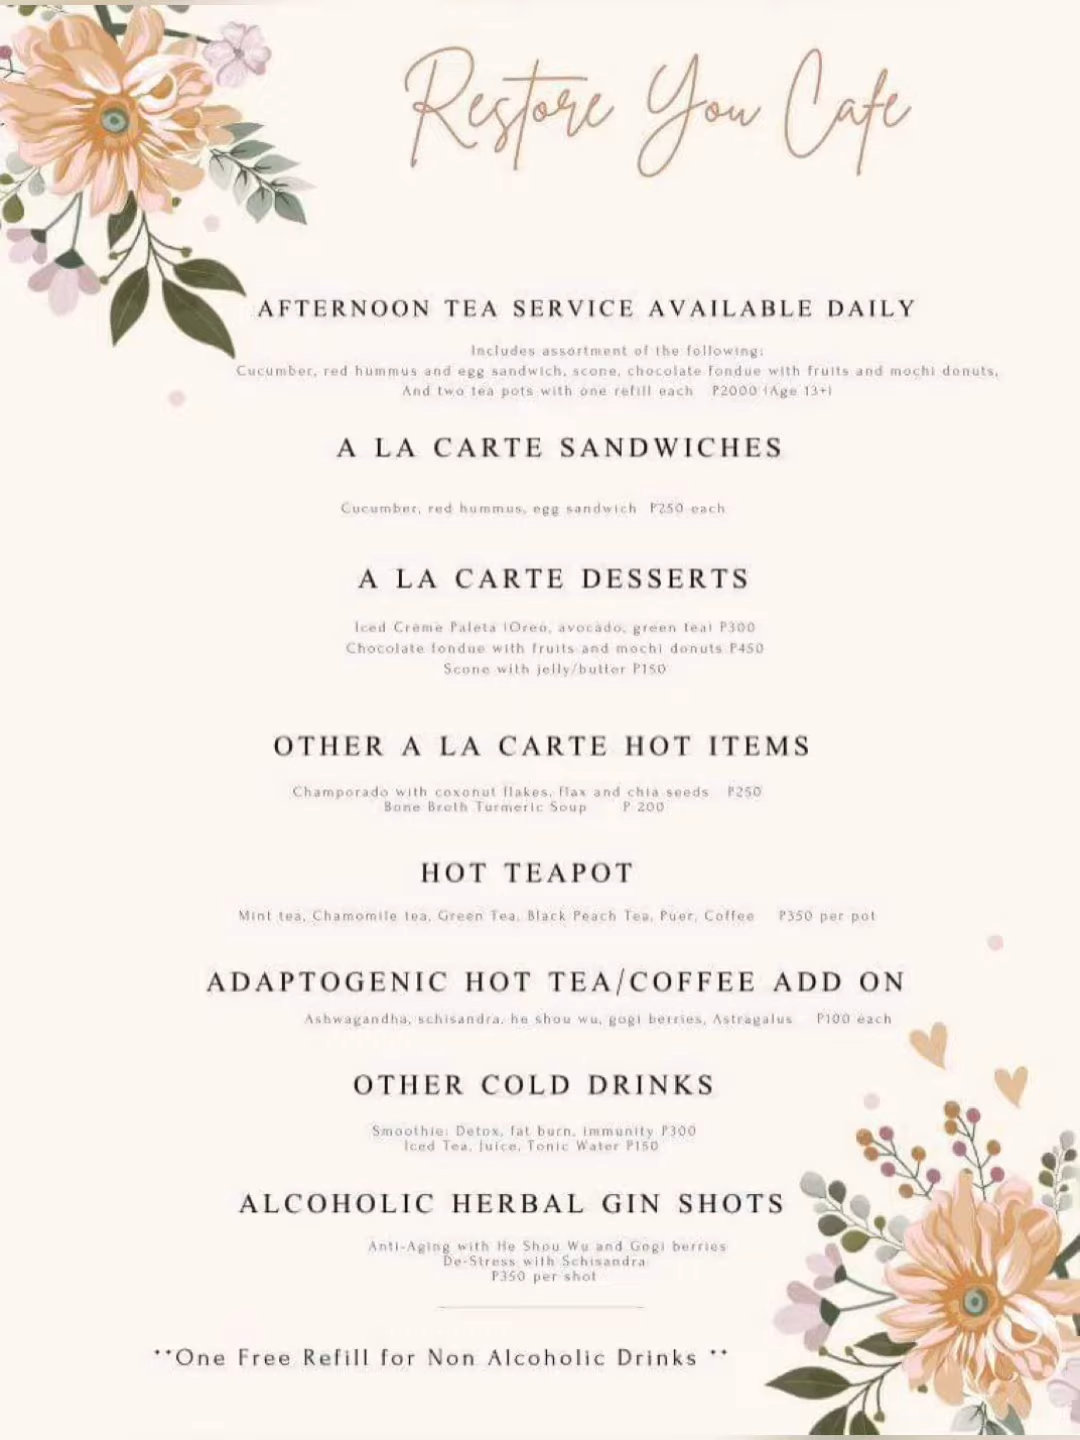 Restore You Cafe
AFTERNOON TEA SERVICE AVAILABLE DAILY
Includes assortment of the following:
Cucumber, red hummus and egg sandwich, scone, chocolate fondue with fruits and mochi donuts,
And two tea pots with one refill each P2000 (Age 13+)
A LA CARTE SANDWICHES
Cucumber, red hummus, egg sandwich P250 each
A LA CARTE DESSERTS
Iced Creme Paleta (Oreo, avocado, green tea) P300
Chocolate fondue with fruits and mochi donuts P450
Scone with jelly/butter P150
OTHER A LA CARTE HOT ITEMS
Champorado with coxonut flakes, flax and chia seeds P250
Bone Broth Turmeric Soup P 200
HOT TEAPOT
Mint tea, Chamomile tea, Green Tea, Black Peach Tea, Puer, Coffee P350 per pot
ADAPTOGENIC HOT TEA/COFFEE ADD ON
Ashwagandha, schisandra, he shou wu, gogi berries, Astragalus P100 each
OTHER COLD DRINKS
Smoothie: Detox, fat burn, immunity P300
Iced Tea, Juice, Tonic Water P150
ALCOHOLIC HERBAL GIN SHOTS
Anti-Aging with He Shou Wu and Gogi berries
De-Stress with Schisandra
P350 per shot
**One Free Refill for Non Alcoholic Drinks **